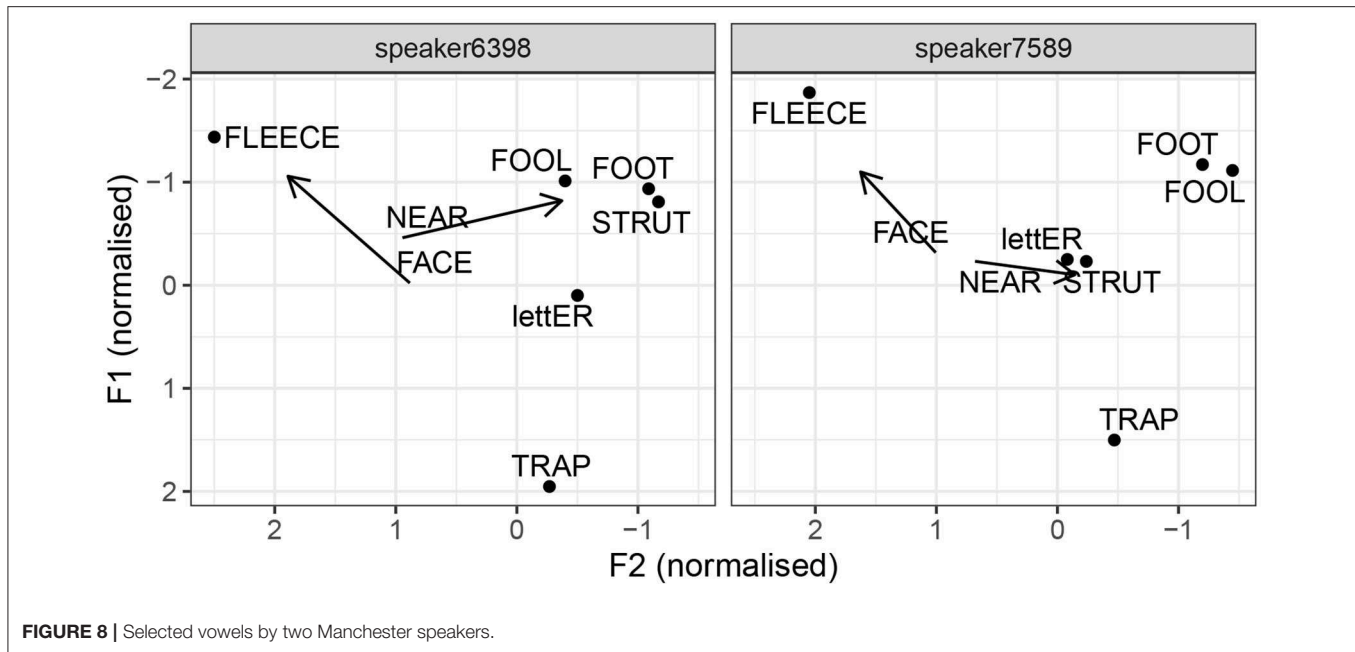 speaker6398 speaker7589
−2
FLEECE
FLEECE FOOL FOOT FOOT
−1 FOOL
NEAR STRUT FACE lettER
FACE
0 NEAR STRUT
lettER
1
TRAP
TRAP
2
2 1 0 −1 2 1 0 −1
F1 (normalised)
F2 (normalised)
FIGURE 8 | Selected vowels by two Manchester speakers.